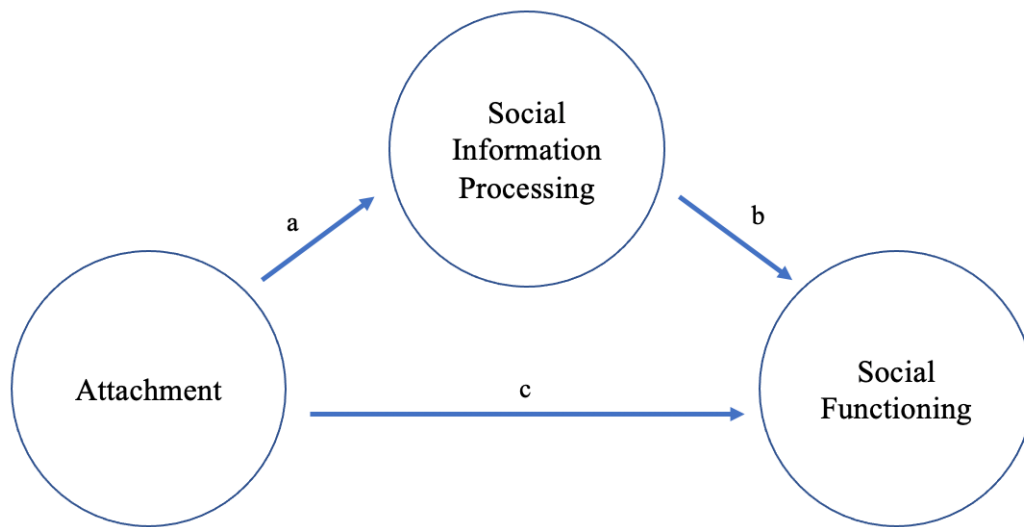 Social
Information
Processing
a
b
Attachment
c
Social
Functioning